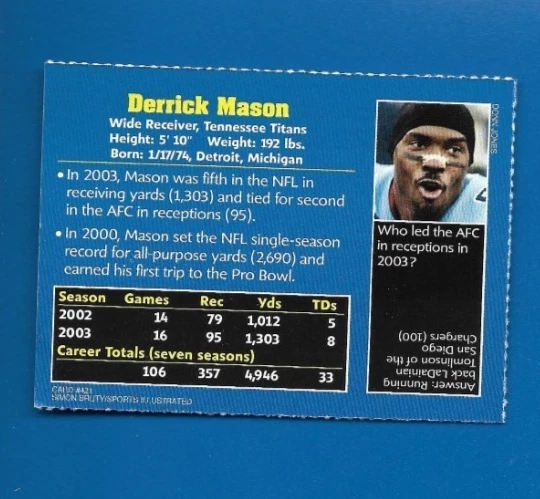 Derrick Mason
Wide Receiver, Tennessee Titans
Height: 5' 10" Weight: 192 lbs.
Born: 1/17/74, Detroit, Michigan
• In 2003, Mason was fifth in the NFL in
receiving yards (1,303) and tied for second
in the AFC in receptions (95).
• In 2000, Mason set the NFL single-season
record for all-purpose yards (2,690) and
earned his first trip to the Pro Bowl.
Season Games Rec Yds TDs
2002 14 79 1,012 5
2003 16 95 1,303 8
Career Totals (seven seasons)
106 357 4,946 33
CARD #421
SIMON BRUTY/SPORTS ILLUSTRATED
Who led the AFC
in receptions in
2003?
Answer: Running
back LaDainian
Tomlinson of the
San Diego
Chargers (100)